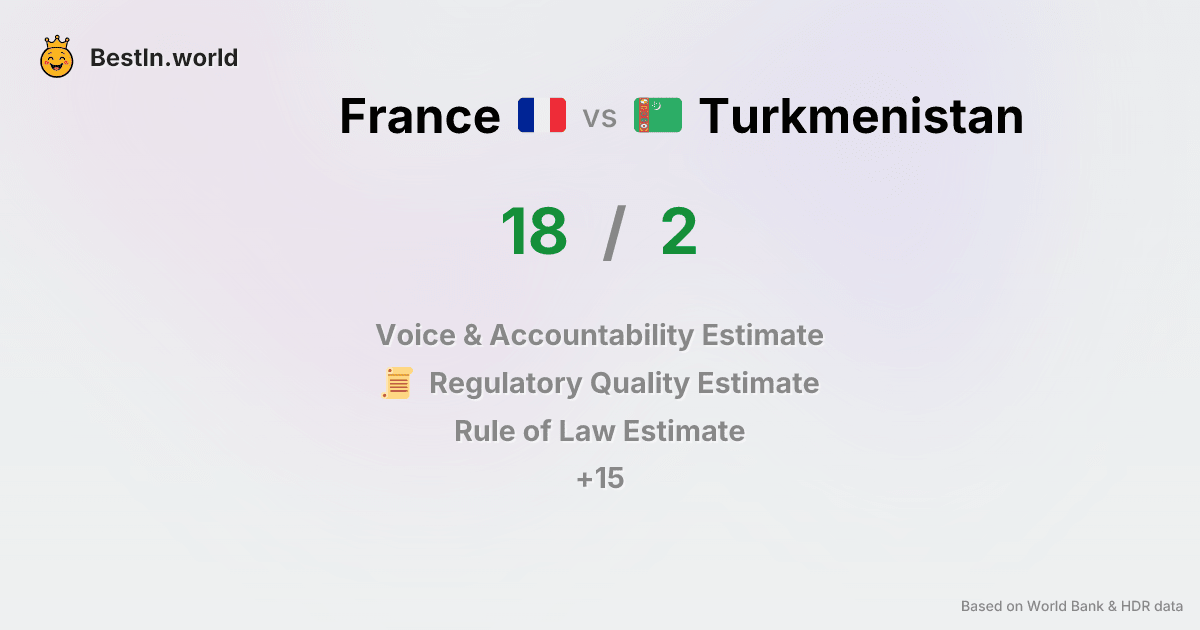 BestIn.world
France vs Turkmenistan
18 / 2
Voice & Accountability Estimate
Regulatory Quality Estimate
Rule of Law Estimate
+15
Based on World Bank & HDR data